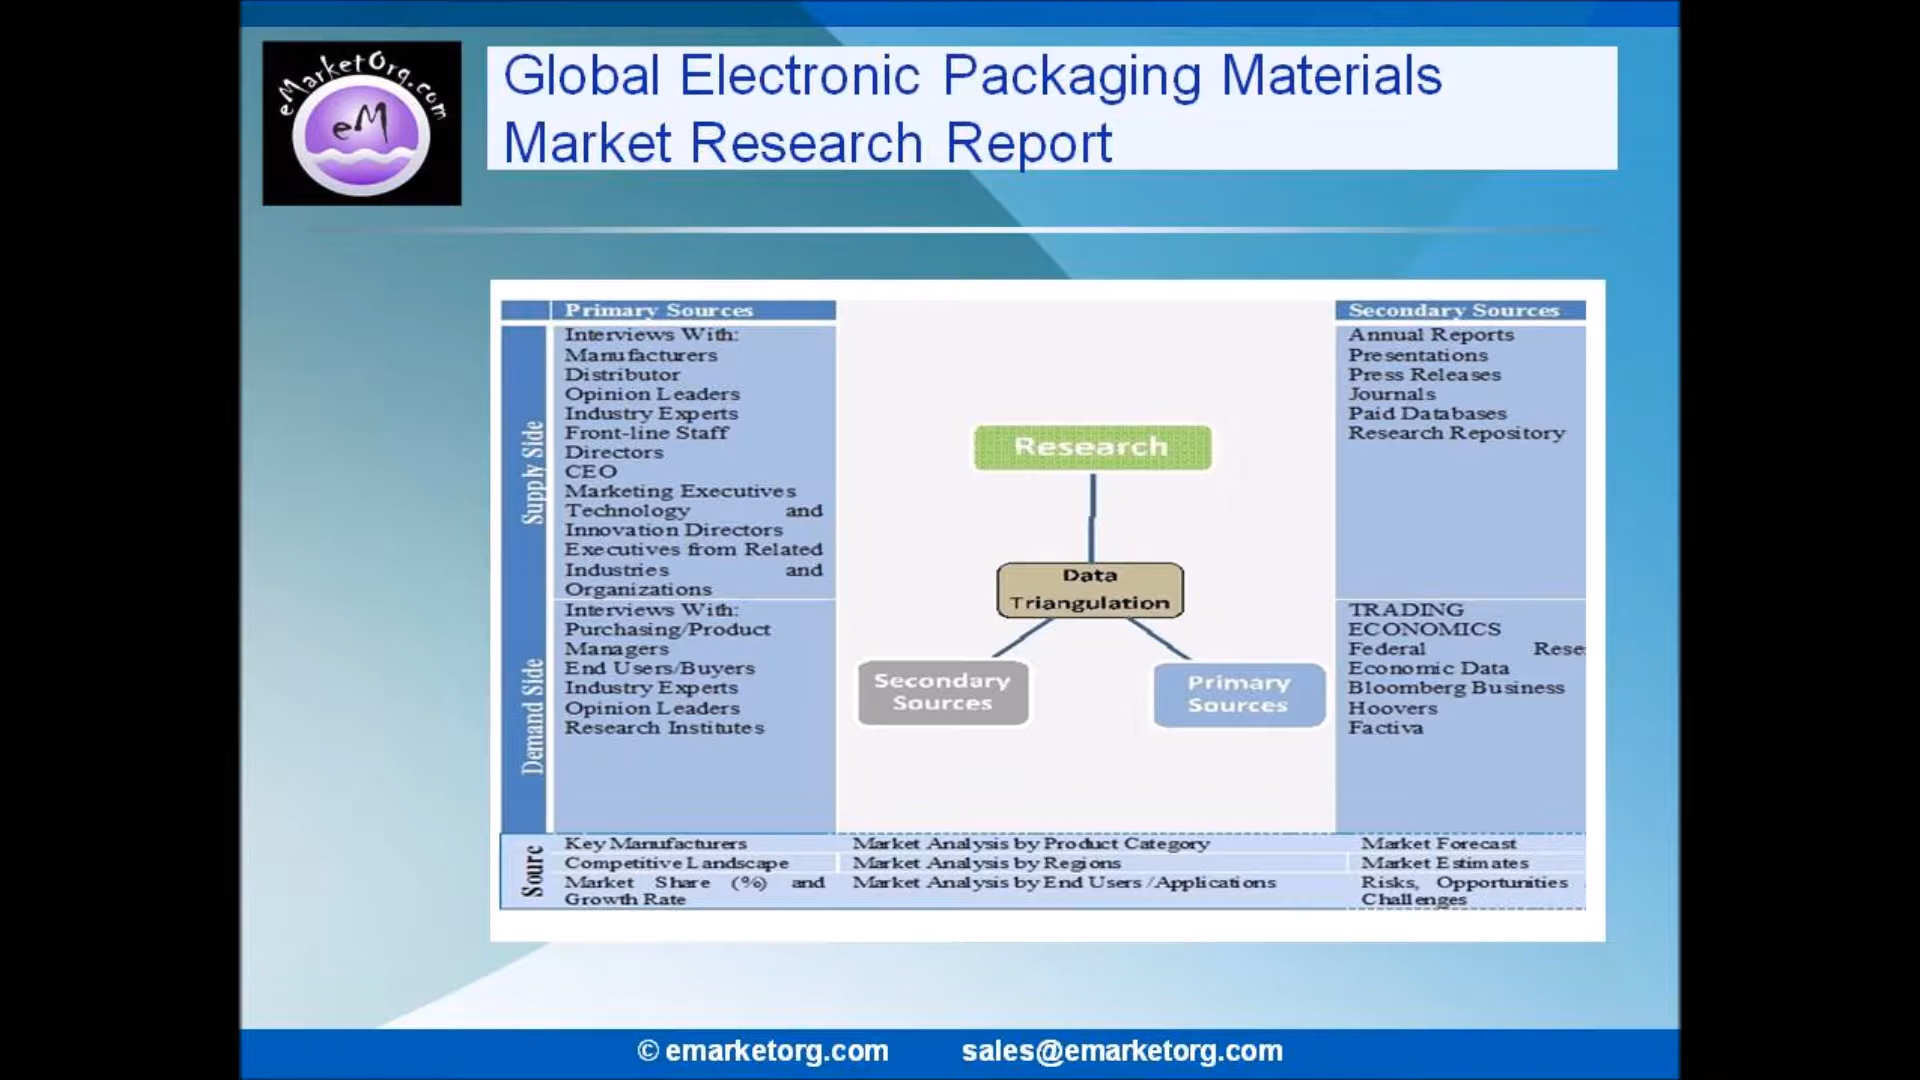 eMarketOrg.com
eM
Global Electronic Packaging Materials
Market Research Report
Primary Sources
Supply Side
Interviews With:
Manufacturers
Distributor
Opinion Leaders
Industry Experts
Front-line Staff
Directors
CEO
Marketing Executives
Technology and
Innovation Directors
Executives from Related
Industries and
Organizations
Demand Side
Interviews With:
Purchasing/Product
Managers
End Users/Buyers
Industry Experts
Opinion Leaders
Research Institutes
Research
Data
Triangulation
Secondary
Sources
Primary
Sources
Secondary Sources
Annual Reports
Presentations
Press Releases
Journals
Paid Databases
Research Repository
TRADING
ECONOMICS
Federal Rese
Economic Data
Bloomberg Business
Hoovers
Factiva
Sourc
Key Manufacturers
Competitive Landscape
Market Share (%) and
Growth Rate
Market Analysis by Product Category
Market Analysis by Regions
Market Analysis by End Users /Applications
Market Forecast
Market Estimates
Risks, Opportunities
Challenges
© emarketorg.com sales@emarketorg.com